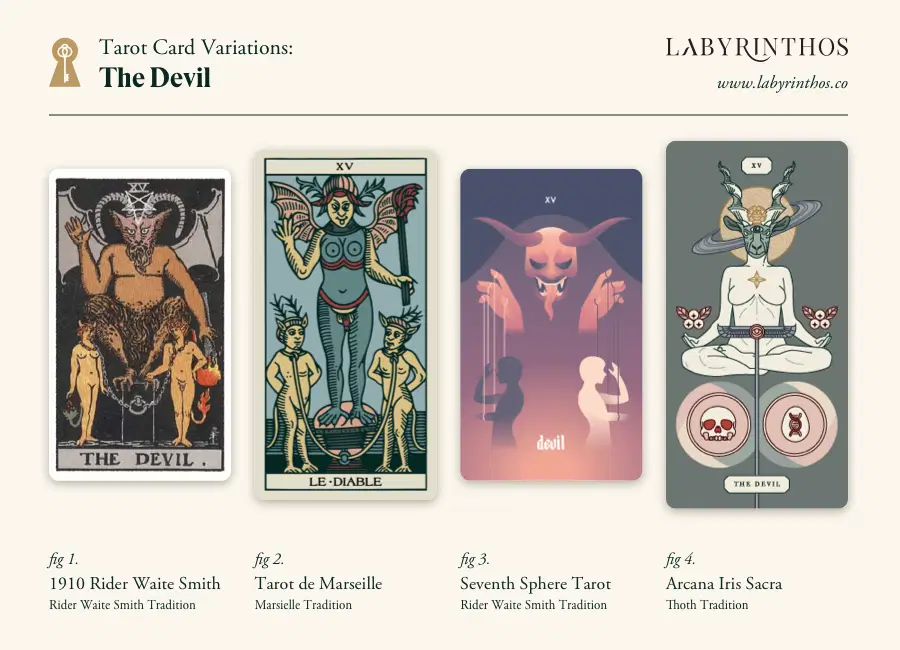 Tarot Card Variations:
The Devil
LABYRINTHOS
www.labyrinthos.co
XV
THE DEVIL.
XV
LE•DIABLE
XV
devil
XV
THE DEVIL
fig 1.
1910 Rider Waite Smith
Rider Waite Smith Tradition
fig 2.
Tarot de Marseille
Marsielle Tradition
fig 3.
Seventh Sphere Tarot
Rider Waite Smith Tradition
fig 4.
Arcana Iris Sacra
Thoth Tradition